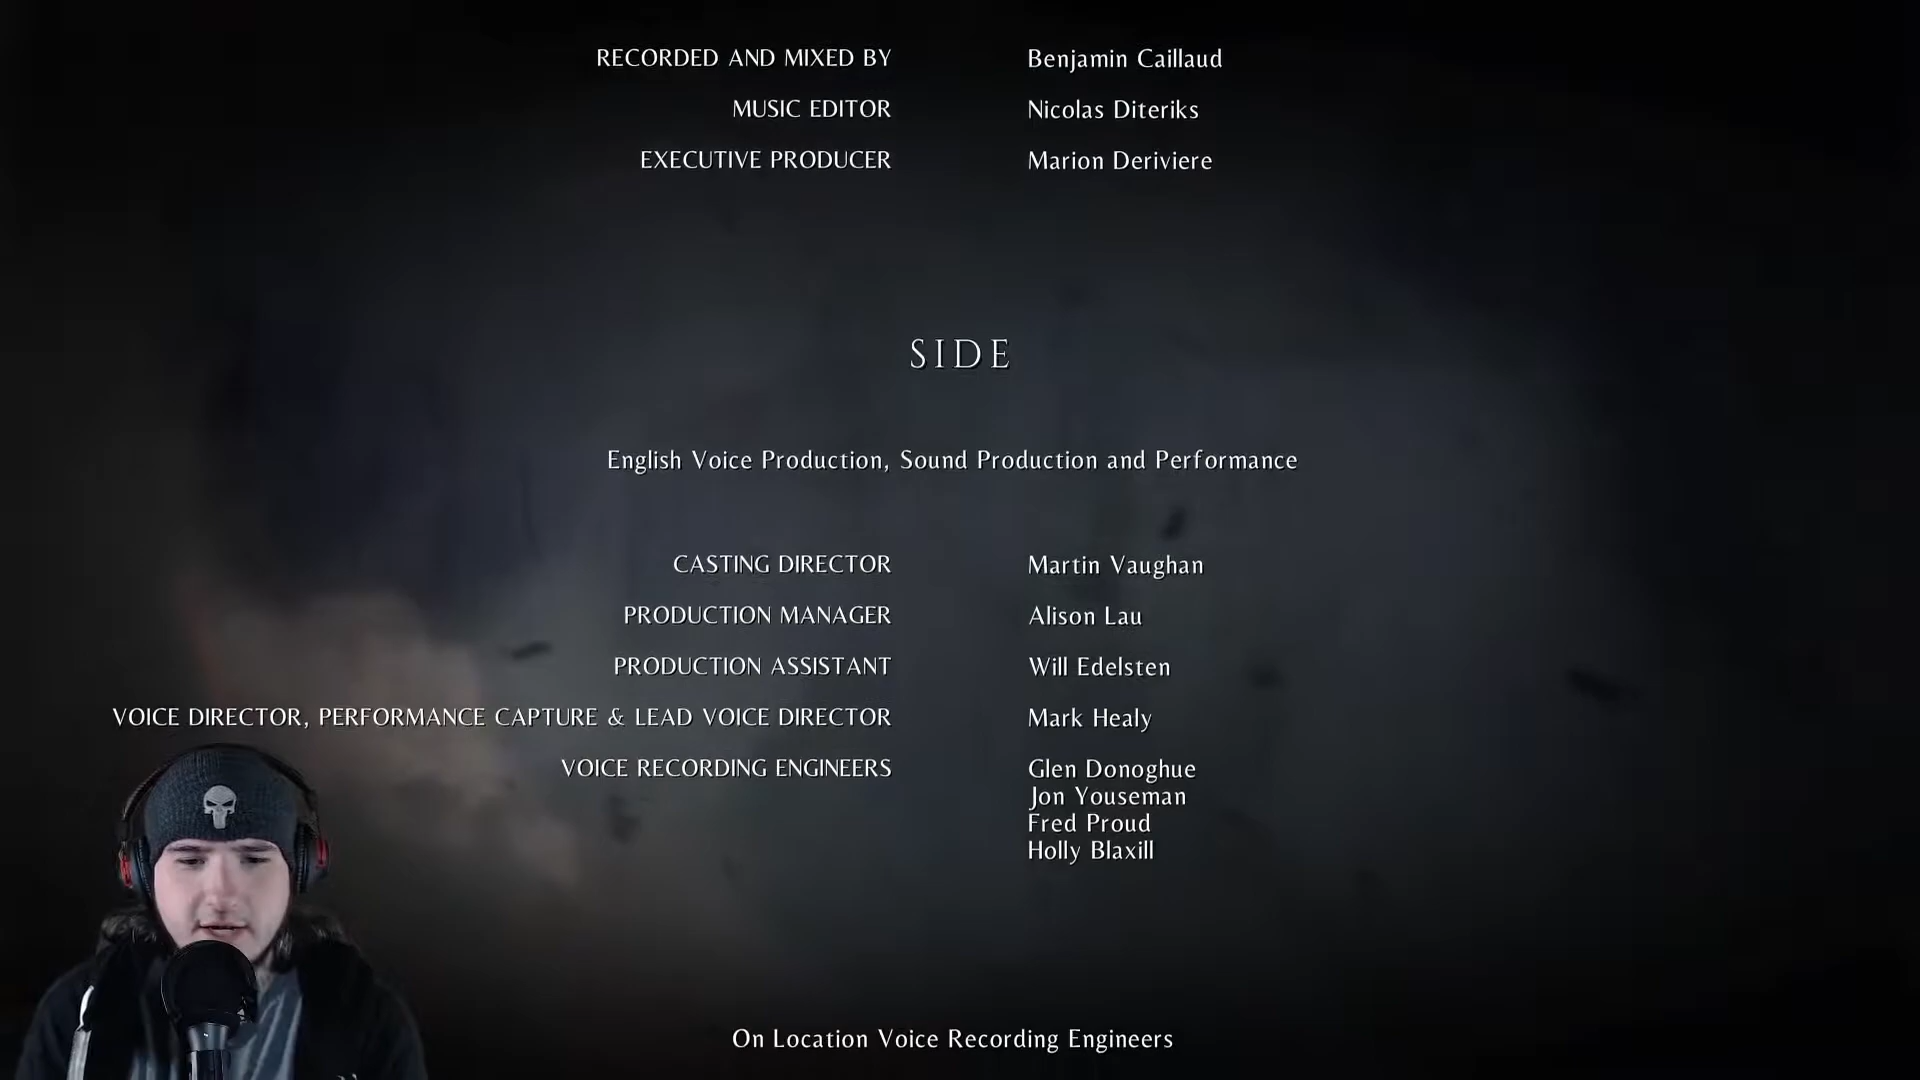 RECORDED AND MIXED BY Benjamin Caillaud
MUSIC EDITOR Nicolas Diteriks
EXECUTIVE PRODUCER Marion Deriviere
SIDE
English Voice Production, Sound Production and Performance
CASTING DIRECTOR Martin Vaughan
PRODUCTION MANAGER Alison Lau
PRODUCTION ASSISTANT Will Edelsten
VOICE DIRECTOR, PERFORMANCE CAPTURE & LEAD VOICE DIRECTOR Mark Healy
VOICE RECORDING ENGINEERS Glen Donoghue
Jon Youseman
Fred Proud
Holly Blaxill
On Location Voice Recording Engineers